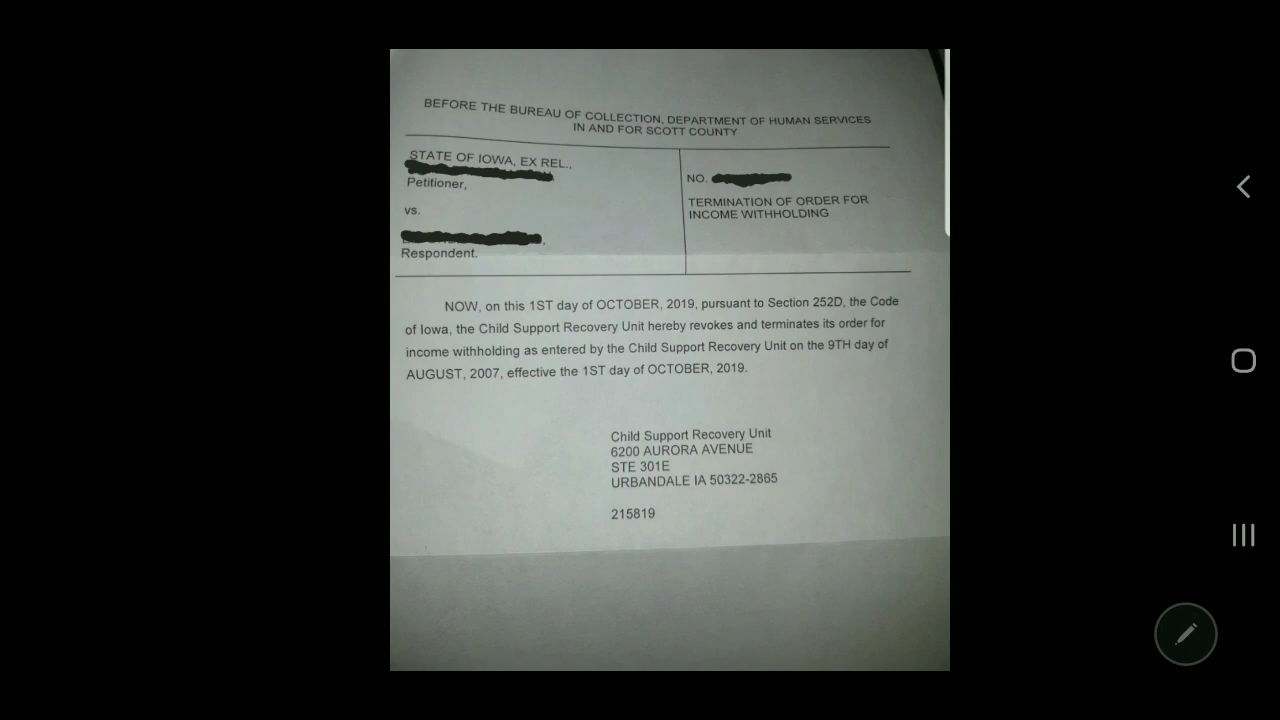 BEFORE THE BUREAU OF COLLECTION, DEPARTMENT OF HUMAN SERVICES
IN AND FOR SCOTT COUNTY
STATE OF IOWA, EX REL.,
Petitioner,
vs.
Respondent.
NO.
TERMINATION OF ORDER FOR
INCOME WITHHOLDING
NOW, on this 1ST day of OCTOBER, 2019, pursuant to Section 252D, the Code
of Iowa, the Child Support Recovery Unit hereby revokes and terminates its order for
income withholding as entered by the Child Support Recovery Unit on the 9TH day of
AUGUST, 2007, effective the 1ST day of OCTOBER, 2019.
Child Support Recovery Unit
6200 AURORA AVENUE
STE 301E
URBANDALE IA 50322-2865
215819